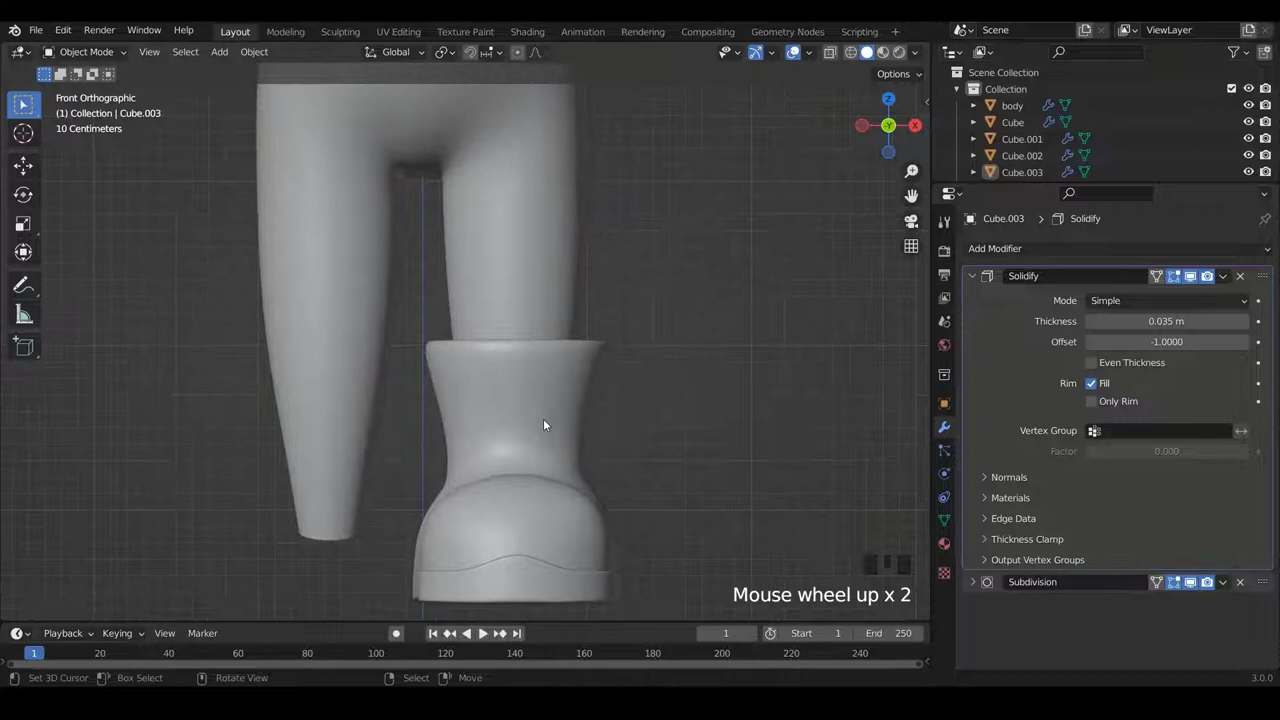 File Edit Render Window Help Layout Modeling Sculpting UV Editing Texture Paint Shading Animation Rendering Compositing Geometry Nodes Scripting + Scene ViewLayer
Object Mode View Select Add Object Global
Options
Front Orthographic
(1) Collection | Cube.003
10 Centimeters
Z
-Y
X
Scene Collection
Collection
body
Cube
Cube.001
Cube.002
Cube.003
Cube.003 Solidify
Add Modifier
Solidify
Mode Simple
Thickness 0.035 m
Offset -1.0000
Even Thickness
Rim Fill
Only Rim
Vertex Group
Factor 0.000
Normals
Materials
Edge Data
Thickness Clamp
Output Vertex Groups
Subdivision
Mouse wheel up x 2
Playback Keying View Marker 1 Start 1 End 250
1 20 40 60 80 100 120 140 160 180 200 220 240
Set 3D Cursor Box Select Rotate View Select Move 3.0.0